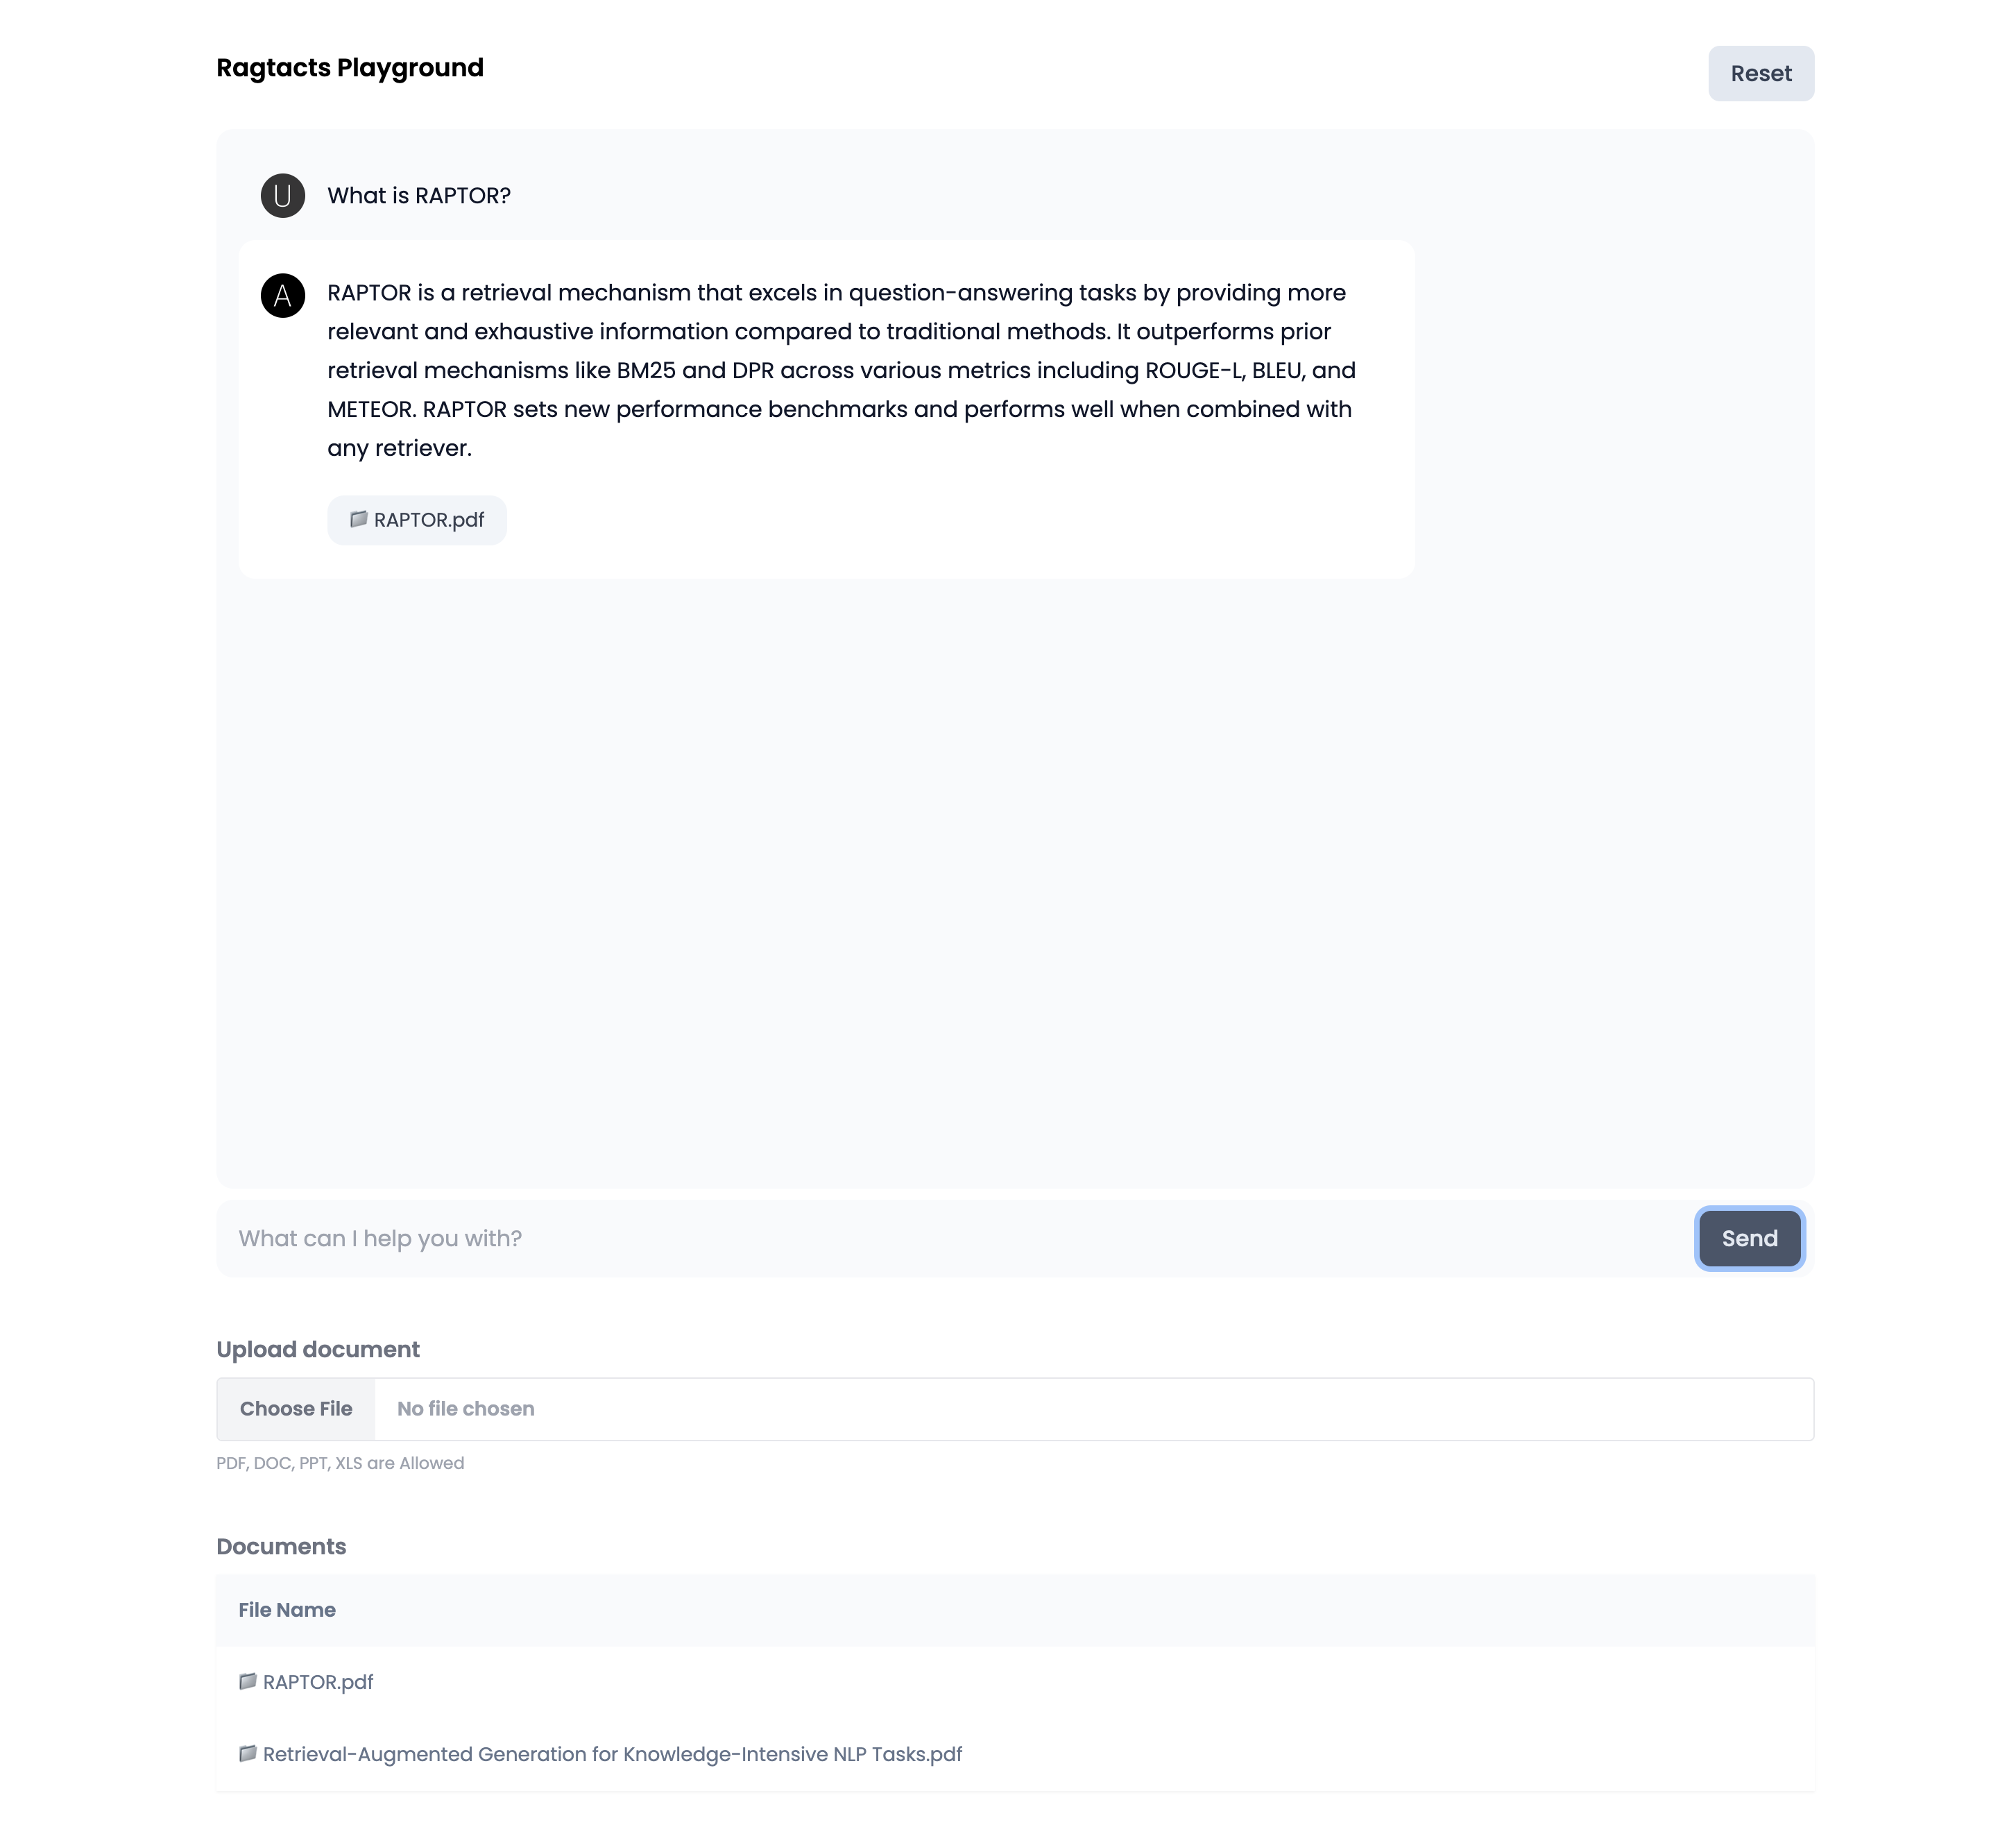 Ragtacts Playground
Reset
U
What is RAPTOR?
A
RAPTOR is a retrieval mechanism that excels in question-answering tasks by providing more
relevant and exhaustive information compared to traditional methods. It outperforms prior
retrieval mechanisms like BM25 and DPR across various metrics including ROUGE-L, BLEU, and
METEOR. RAPTOR sets new performance benchmarks and performs well when combined with
any retriever.
RAPTOR.pdf
What can I help you with?
Send
Upload document
Choose File
No file chosen
PDF, DOC, PPT, XLS are Allowed
Documents
File Name
RAPTOR.pdf
Retrieval-Augmented Generation for Knowledge-Intensive NLP Tasks.pdf